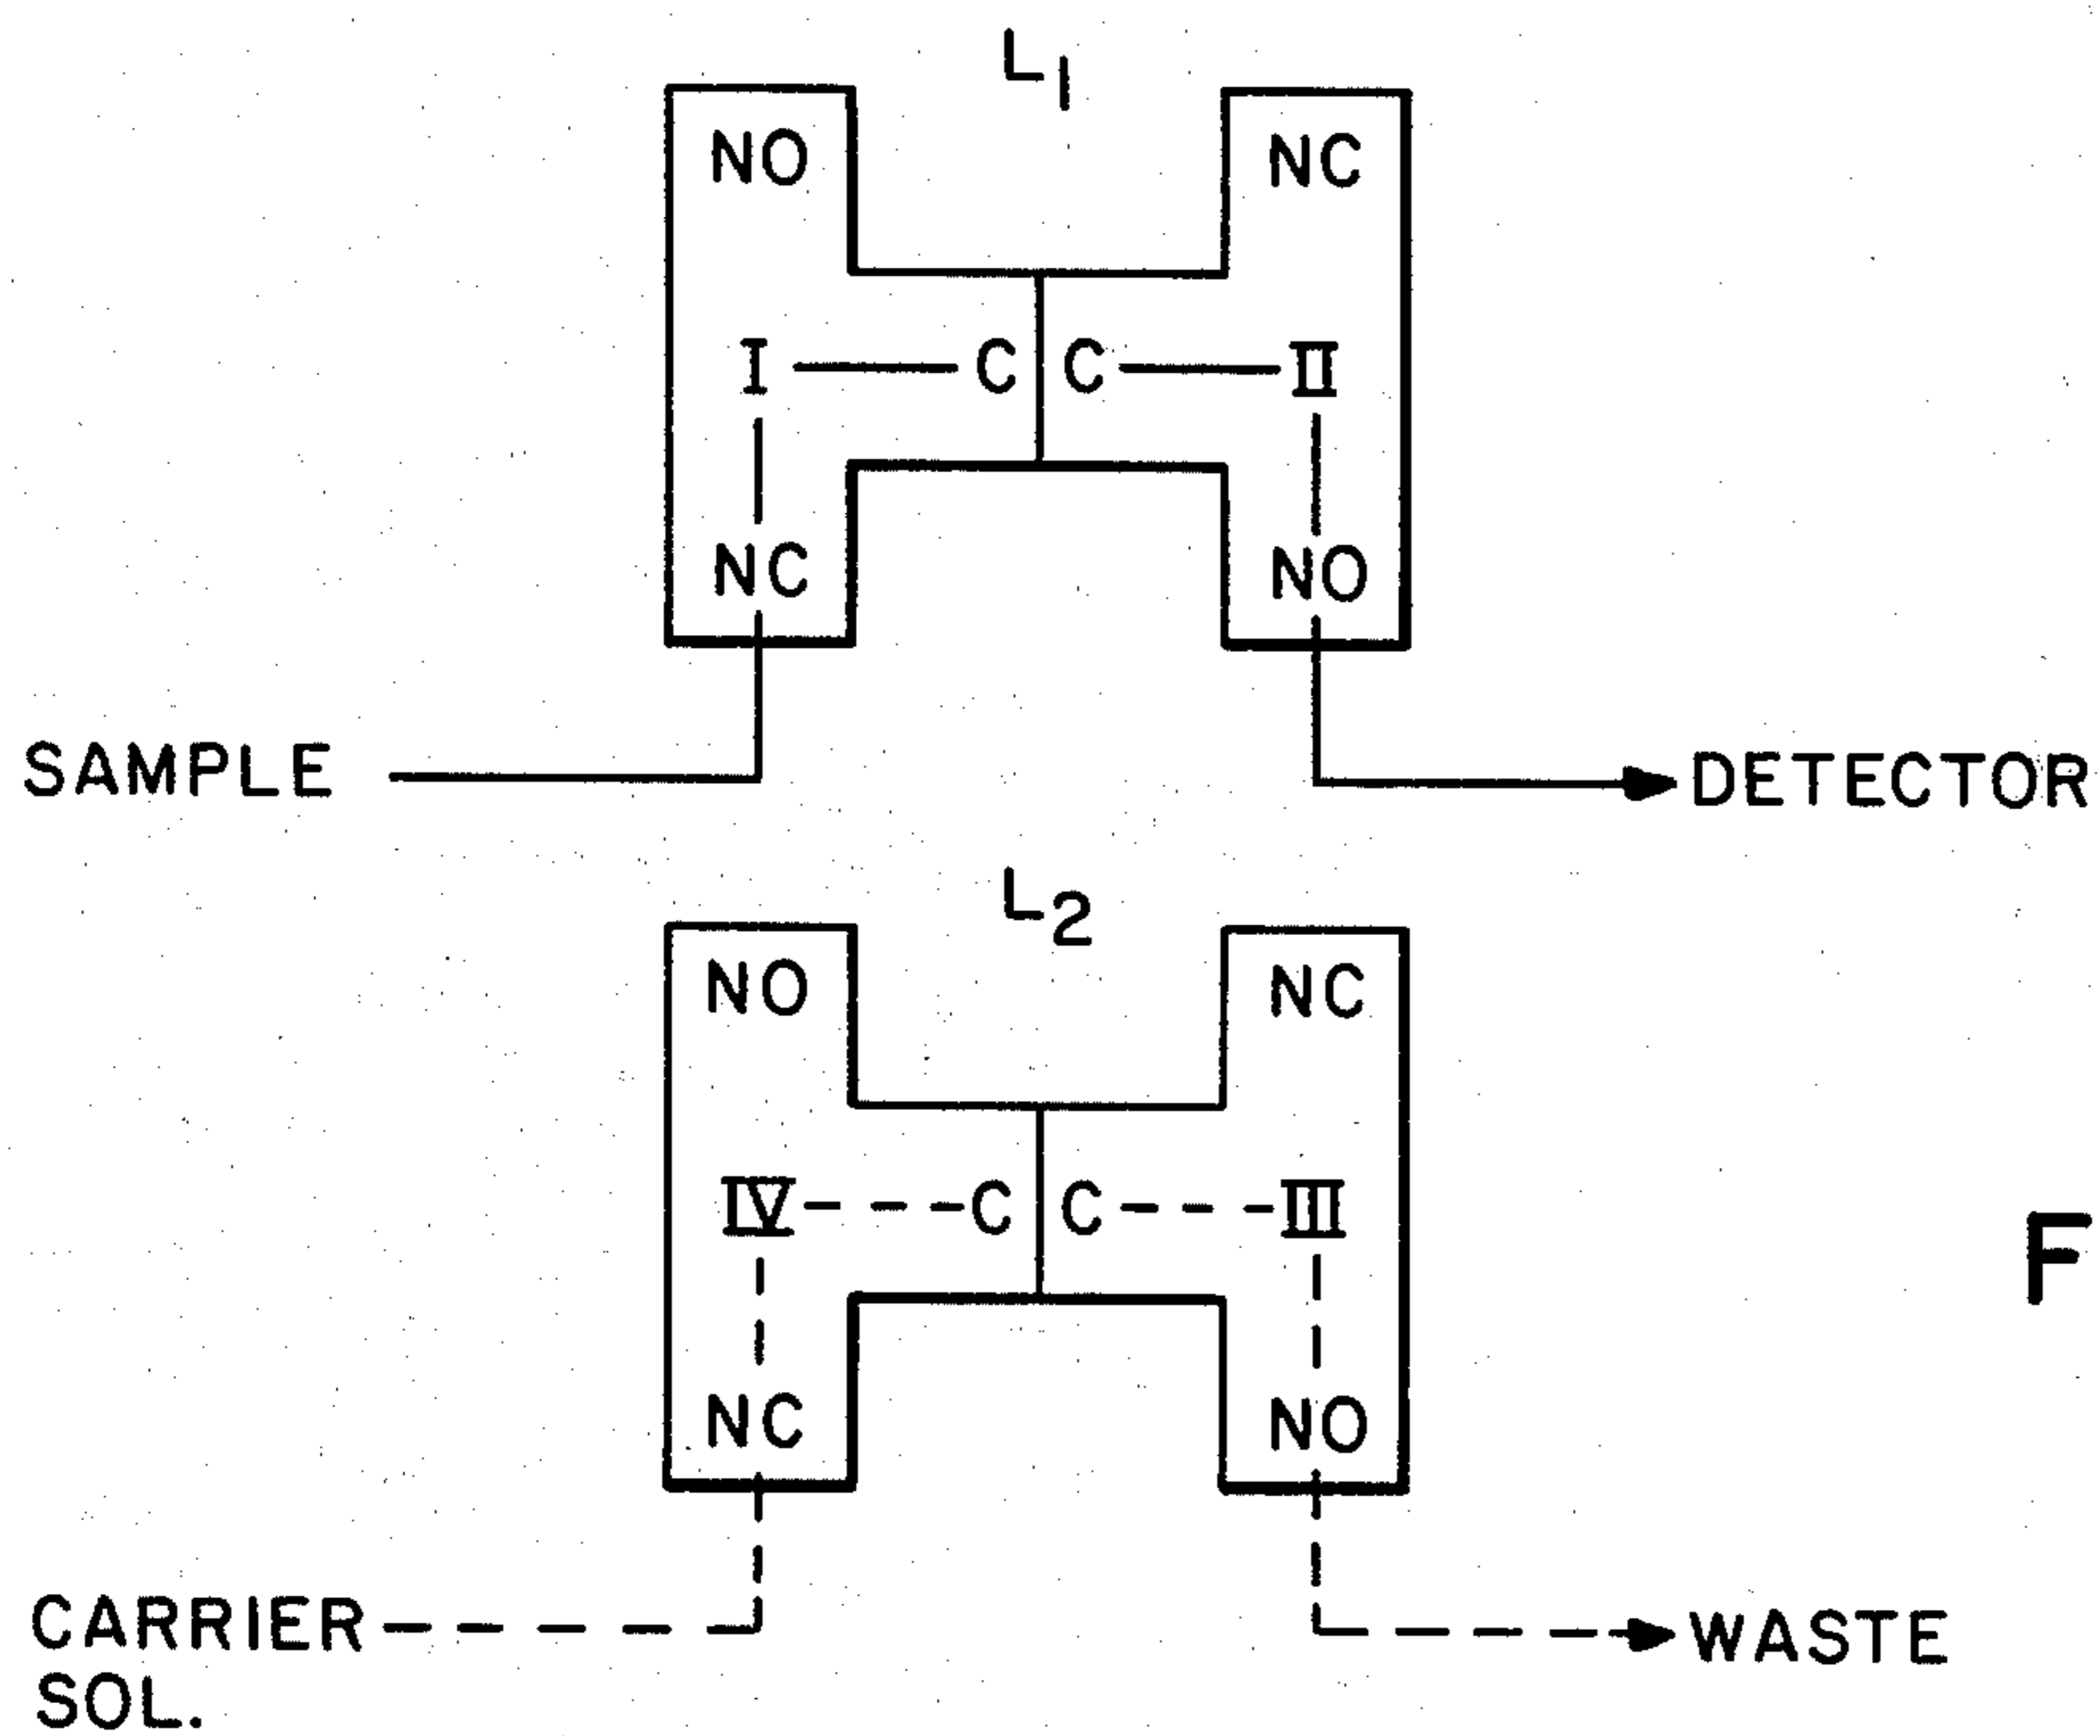 L1
NO NC
I C C II
NC NO
SAMPLE DETECTOR
L2
NO NC
IV C C III
NC NO
F
CARRIER WASTE
SOL.